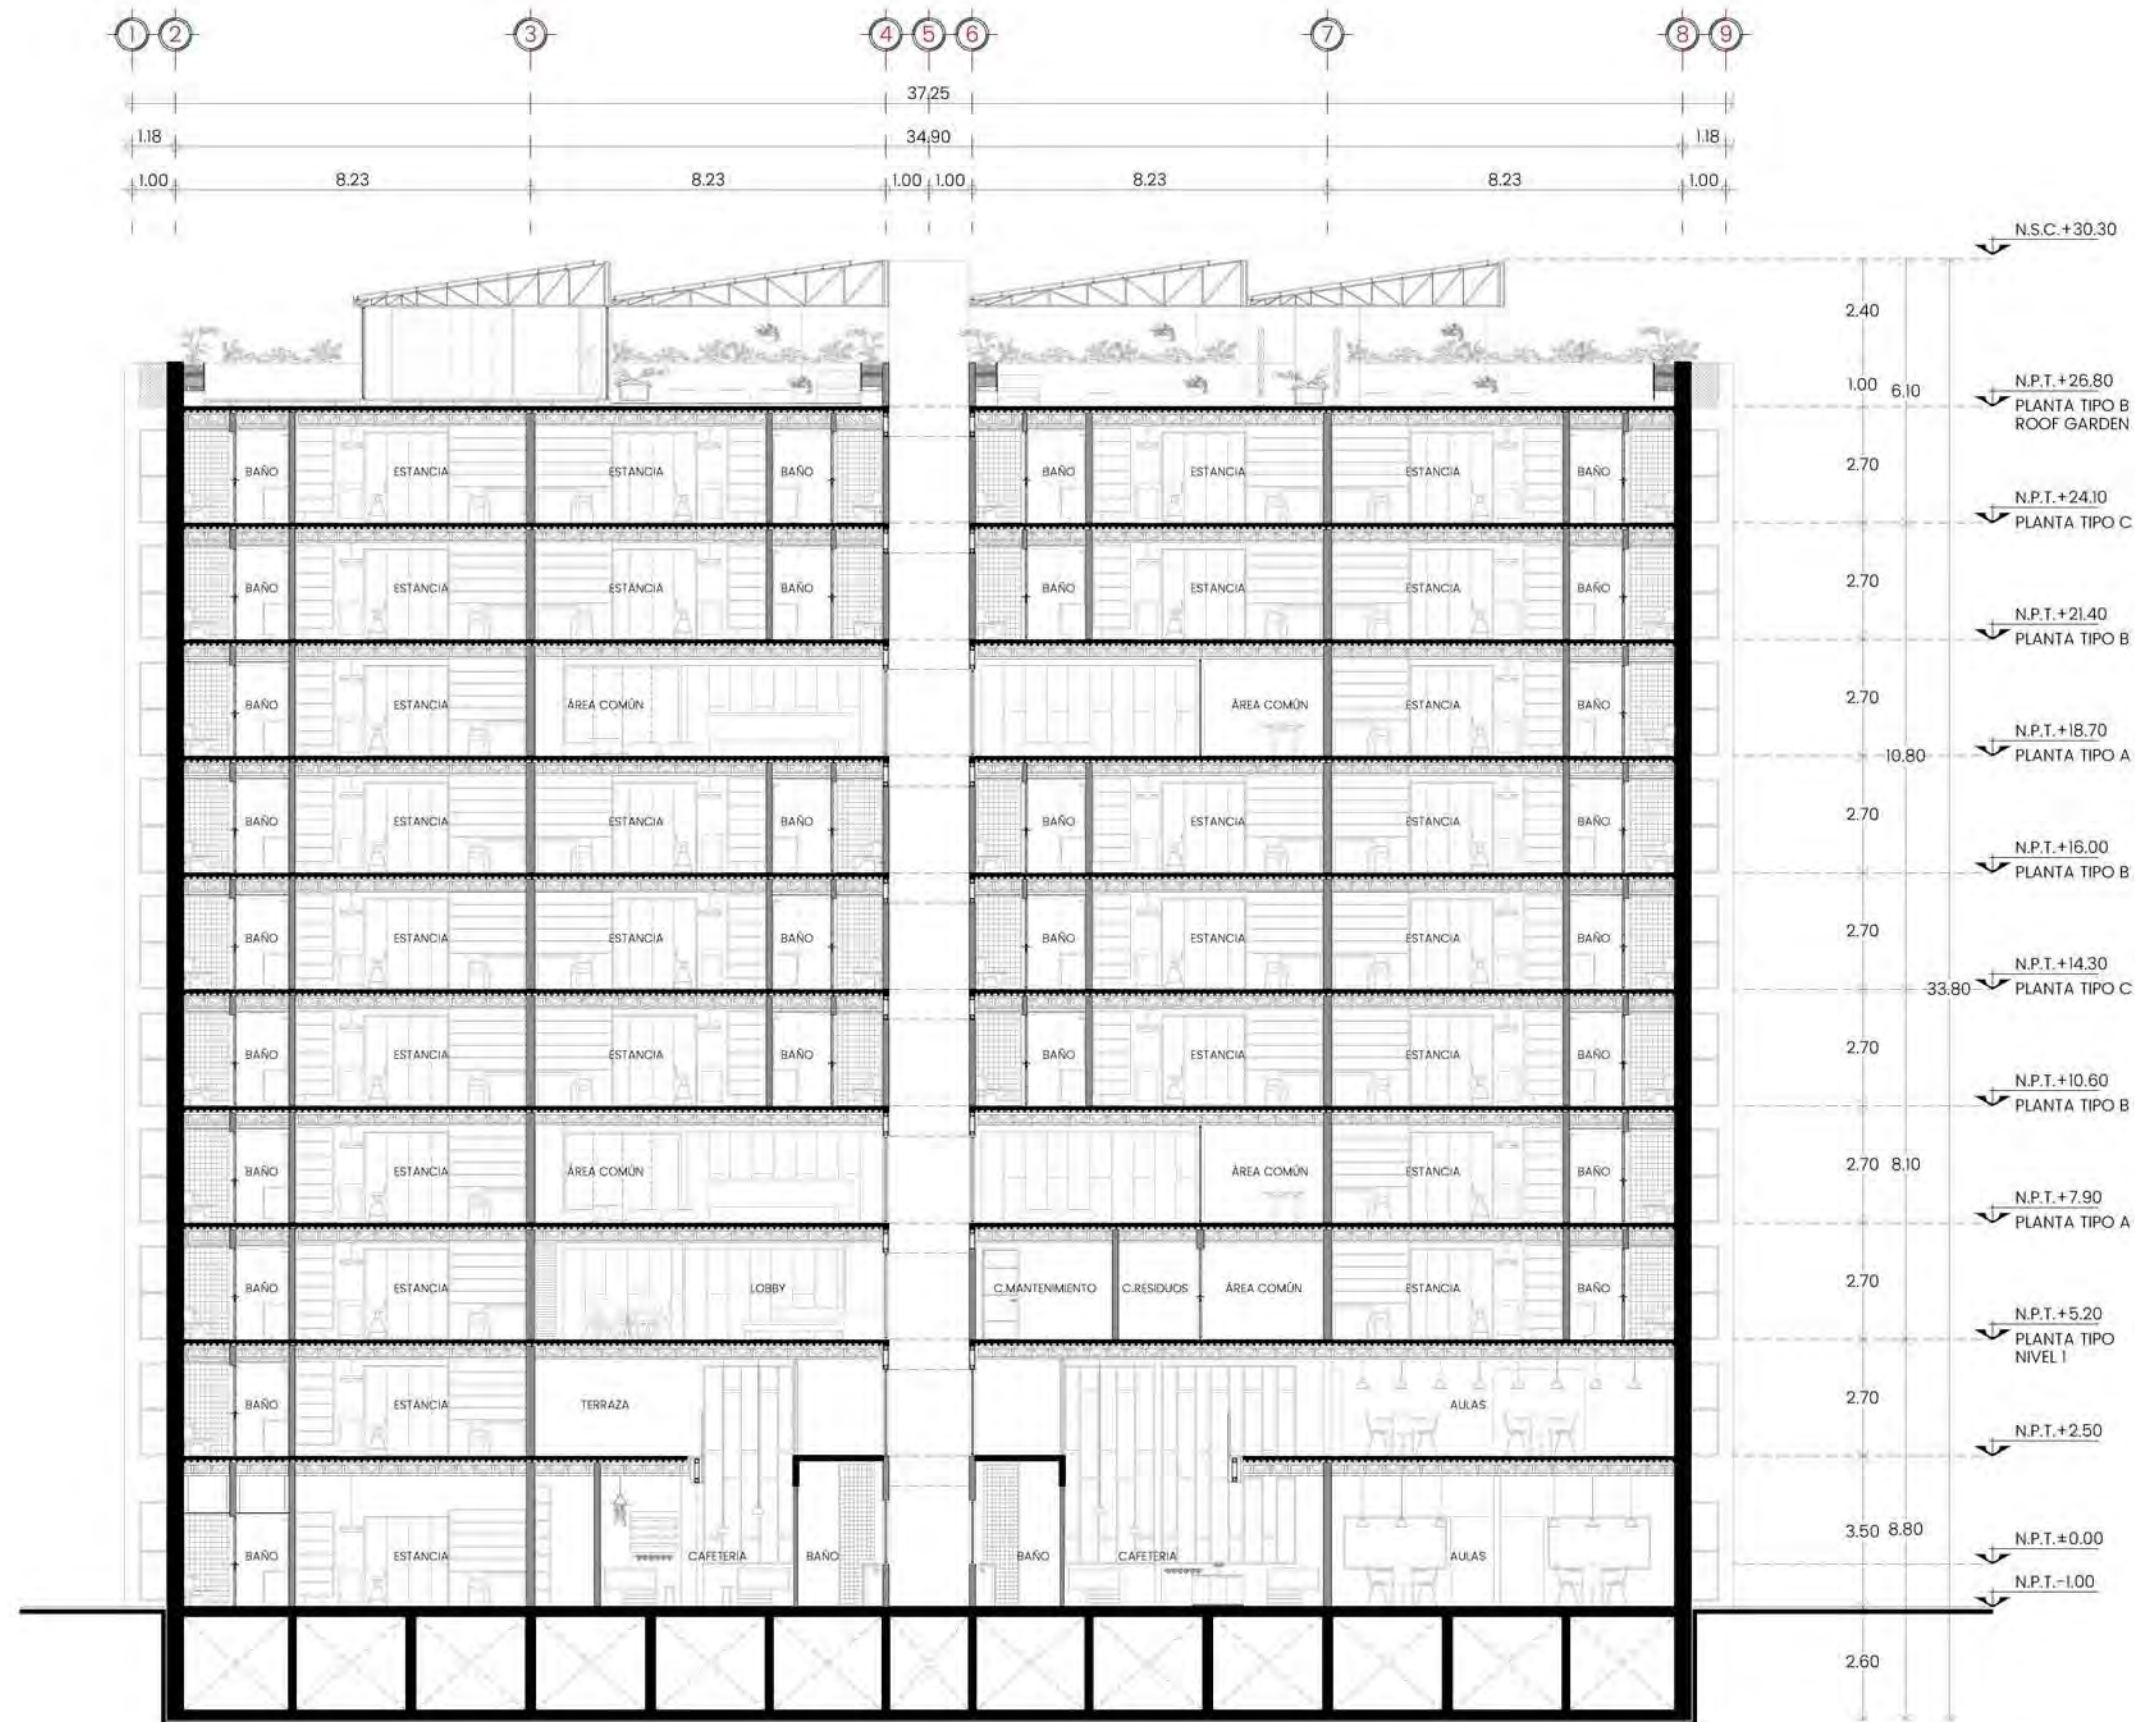 1 2 3 4 5 6 7 8 9
37.25
1.18 34.90 1.18
1.00 8.23 8.23 1.00 1.00 8.23 8.23 1.00
N.S.C.+30.30
2.40
1.00 6.10 N.P.T.+26.80
PLANTA TIPO B
ROOF GARDEN
BAÑO ESTANCIA ESTANCIA BAÑO BAÑO ESTANCIA ESTANCIA BAÑO 2.70
N.P.T.+24.10
PLANTA TIPO C
BAÑO ESTANCIA ESTANCIA BAÑO BAÑO ESTANCIA ESTANCIA BAÑO 2.70
N.P.T.+21.40
PLANTA TIPO B
BAÑO ESTANCIA ÁREA COMÚN ÁREA COMÚN ESTANCIA BAÑO 2.70
N.P.T.+18.70
10.80 PLANTA TIPO A
BAÑO ESTANCIA ESTANCIA BAÑO BAÑO ESTANCIA ESTANCIA BAÑO 2.70
N.P.T.+16.00
PLANTA TIPO B
BAÑO ESTANCIA ESTANCIA BAÑO BAÑO ESTANCIA ESTANCIA BAÑO 2.70
N.P.T.+14.30
33.80 PLANTA TIPO C
BAÑO ESTANCIA ESTANCIA BAÑO BAÑO ESTANCIA ESTANCIA BAÑO 2.70
N.P.T.+10.60
PLANTA TIPO B
BAÑO ESTANCIA ÁREA COMÚN ÁREA COMÚN ESTANCIA BAÑO 2.70 8.10
N.P.T.+7.90
PLANTA TIPO A
BAÑO ESTANCIA LOBBY C.MANTENIMIENTO C.RESIDUOS ÁREA COMÚN ESTANCIA BAÑO 2.70
N.P.T.+5.20
PLANTA TIPO
NIVEL 1
BAÑO ESTANCIA TERRAZA AULAS 2.70
N.P.T.+2.50
3.50 8.80 N.P.T.±0.00
BAÑO ESTANCIA CAFETERIA BAÑO BAÑO CAFETERIA AULAS
N.P.T.-1.00
2.60